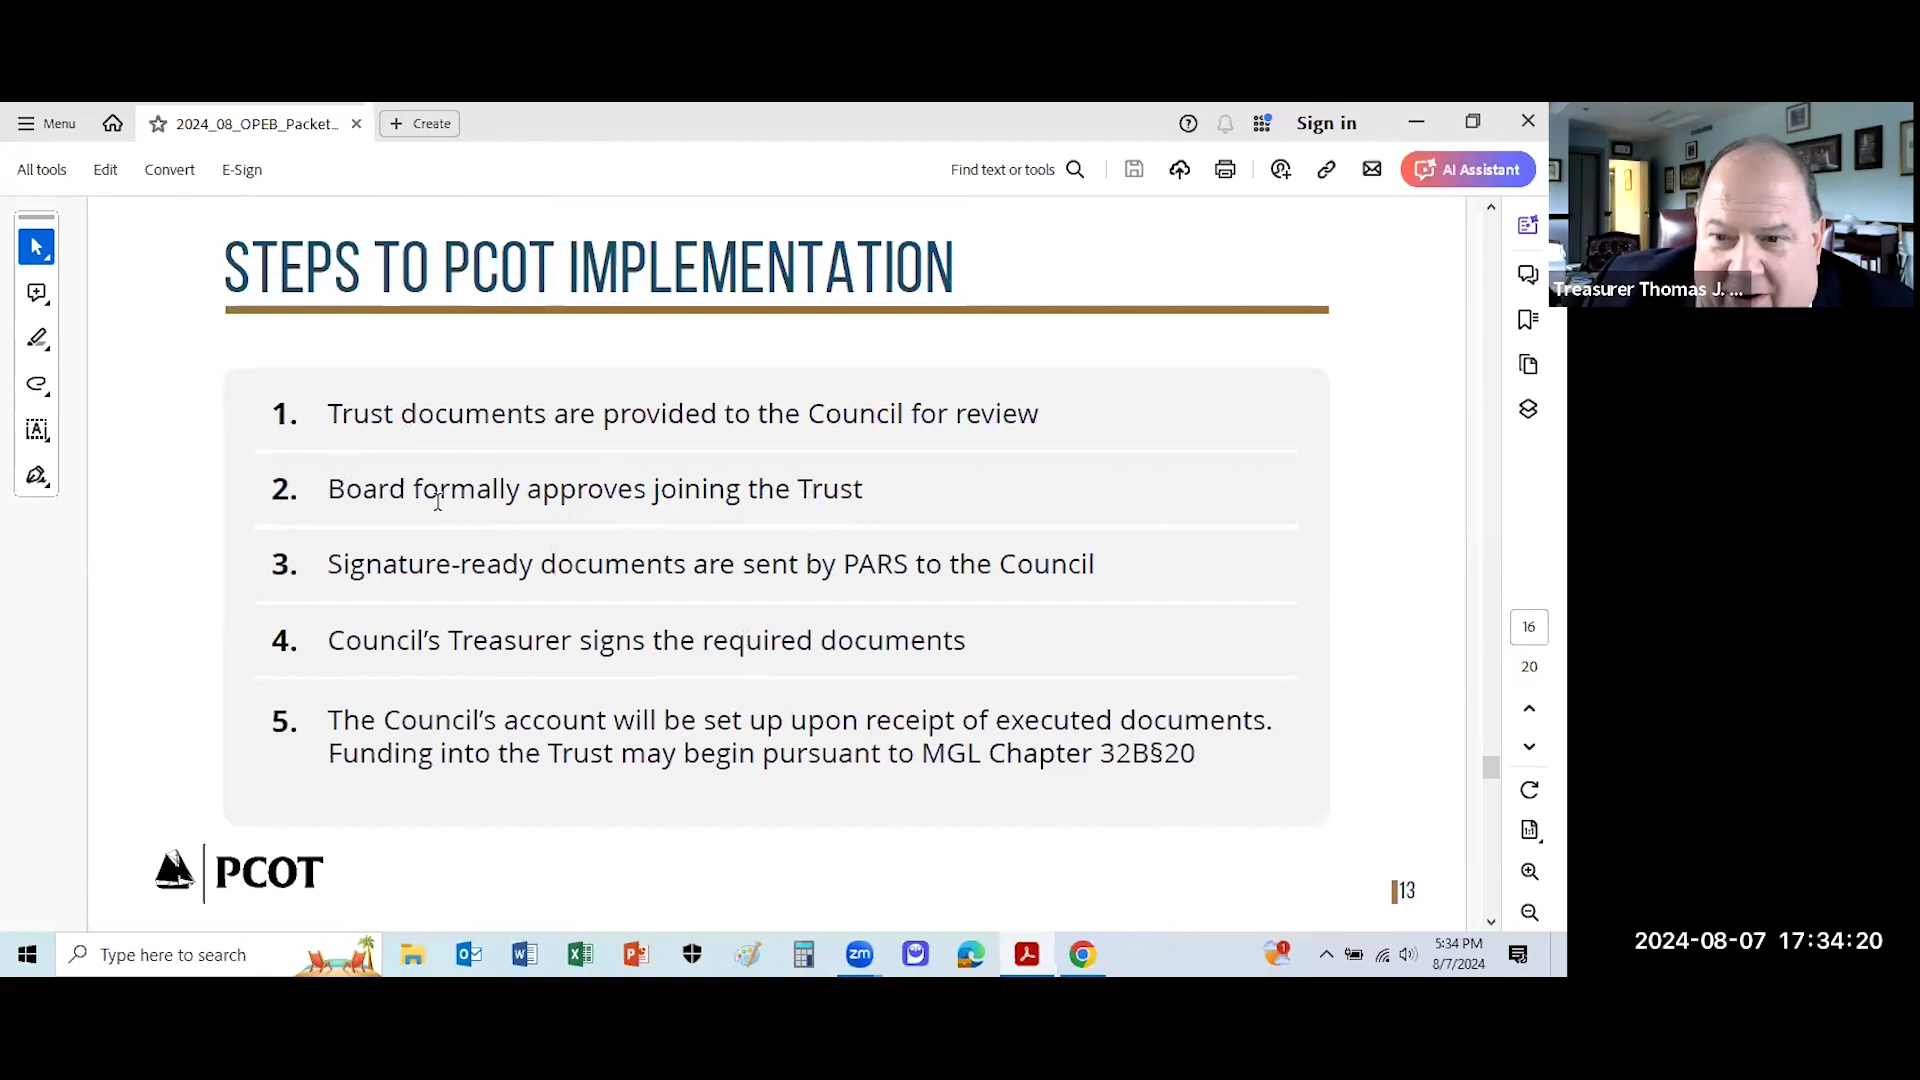 Menu
2024_08_OPEB_Packet...
Create
Sign in
All tools
Edit
Convert
E-Sign
Find text or tools
AI Assistant
Treasurer Thomas J. ...
STEPS TO PCOT IMPLEMENTATION
1. Trust documents are provided to the Council for review
2. Board formally approves joining the Trust
3. Signature-ready documents are sent by PARS to the Council
4. Council’s Treasurer signs the required documents
5. The Council’s account will be set up upon receipt of executed documents.
Funding into the Trust may begin pursuant to MGL Chapter 32B§20
16
20
PCOT
13
Type here to search
zm
1
5:34 PM
8/7/2024
2024-08-07 17:34:20